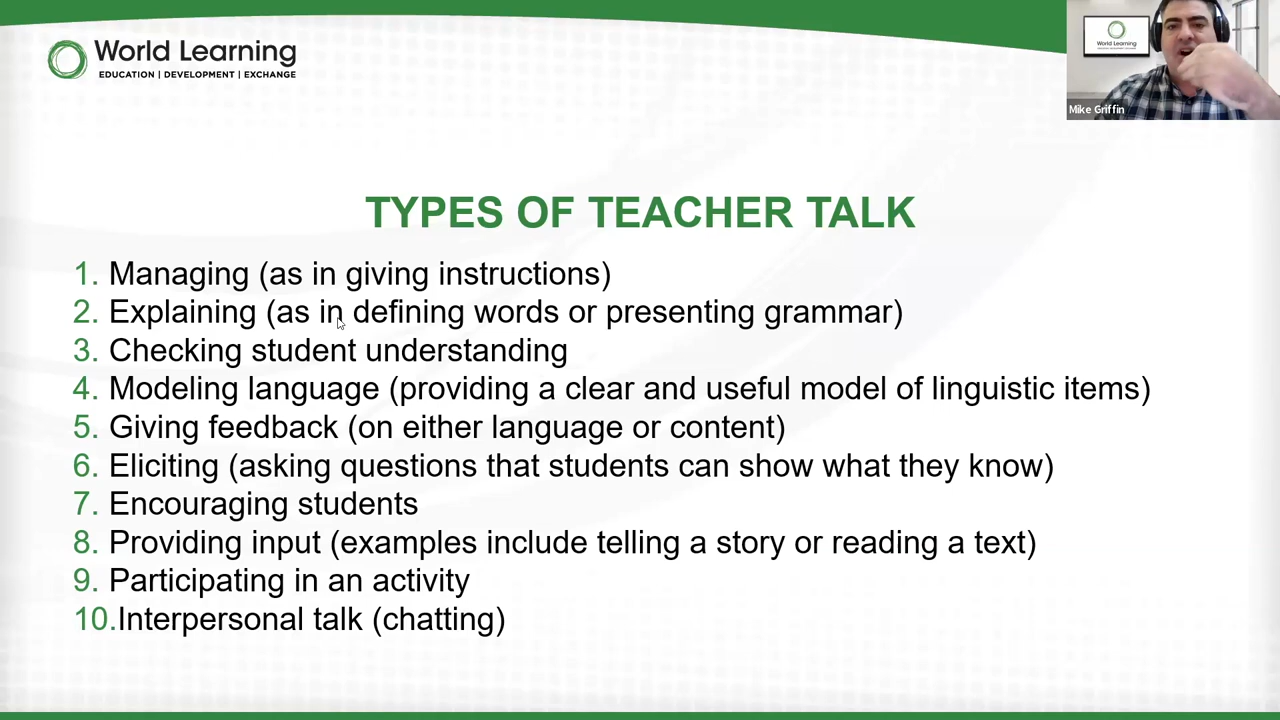 World Learning
EDUCATION | DEVELOPMENT | EXCHANGE
World Learning
Mike Griffin
TYPES OF TEACHER TALK
1. Managing (as in giving instructions)
2. Explaining (as in defining words or presenting grammar)
3. Checking student understanding
4. Modeling language (providing a clear and useful model of linguistic items)
5. Giving feedback (on either language or content)
6. Eliciting (asking questions that students can show what they know)
7. Encouraging students
8. Providing input (examples include telling a story or reading a text)
9. Participating in an activity
10.Interpersonal talk (chatting)